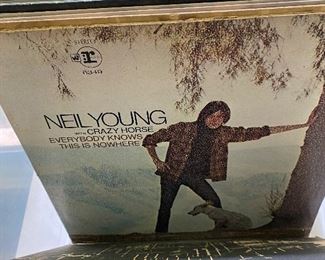 NEIL YOUNG
WITH CRAZY HORSE
EVERYBODY KNOWS
THIS IS NOWHERE